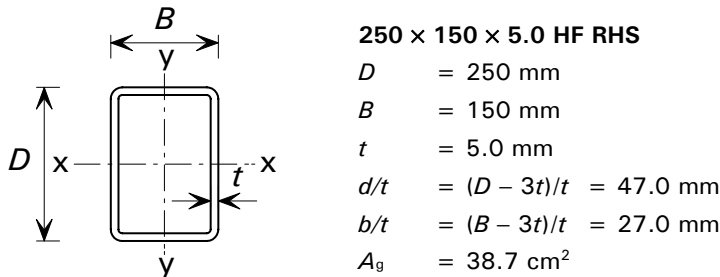 B
y
D
x
x
t
y
250 × 150 × 5.0 HF RHS
D = 250 mm
B = 150 mm
t = 5.0 mm
d/t = (D − 3t)/t = 47.0 mm
b/t = (B − 3t)/t = 27.0 mm
Ag = 38.7 cm²